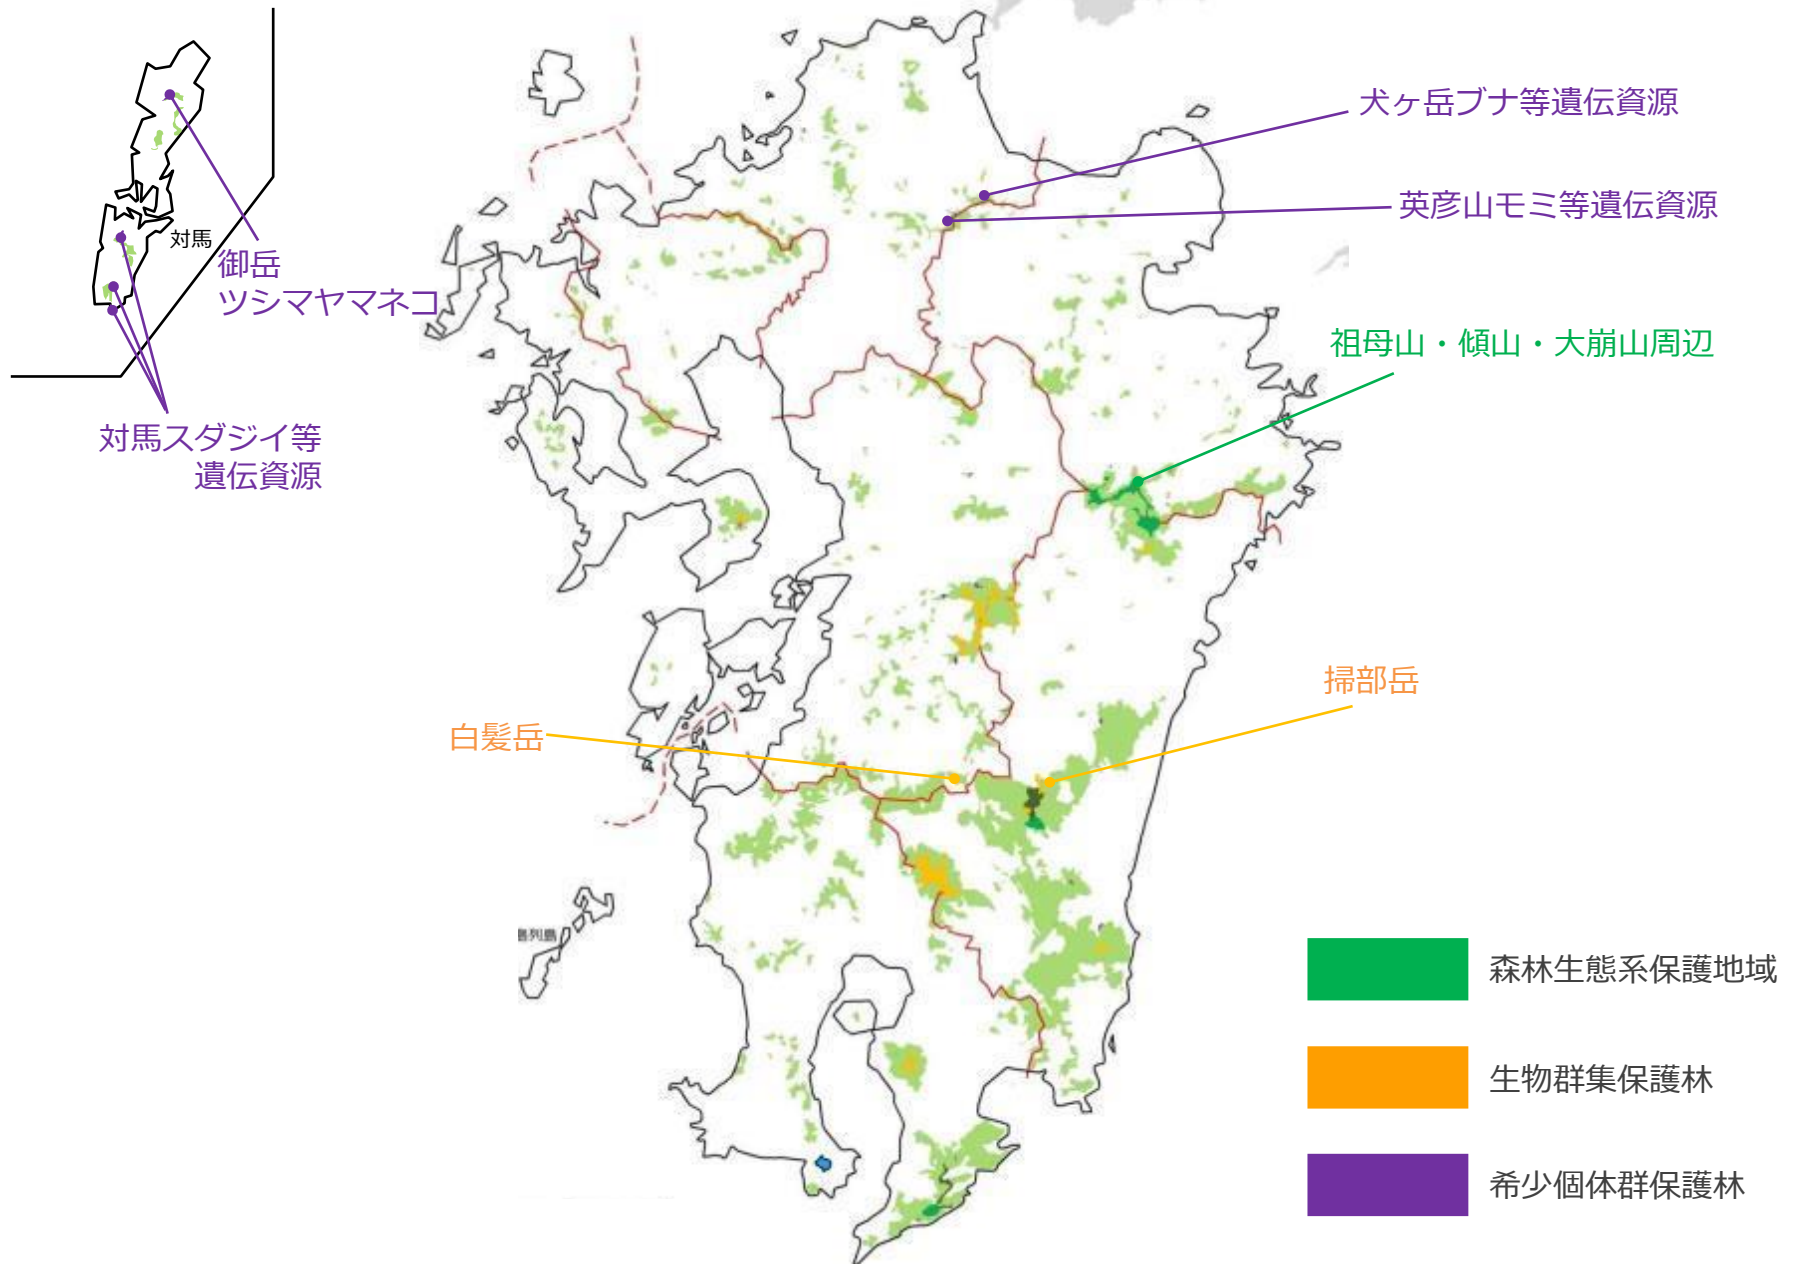 犬ヶ岳ブナ等遺伝資源
英彦山モミ等遺伝資源
対馬
御岳
ツシマヤマネコ
祖母山・傾山・大崩山周辺
対馬スダジイ等
遺伝資源
掃部岳
白髪岳
列島
森林生態系保護地域
生物群集保護林
希少個体群保護林